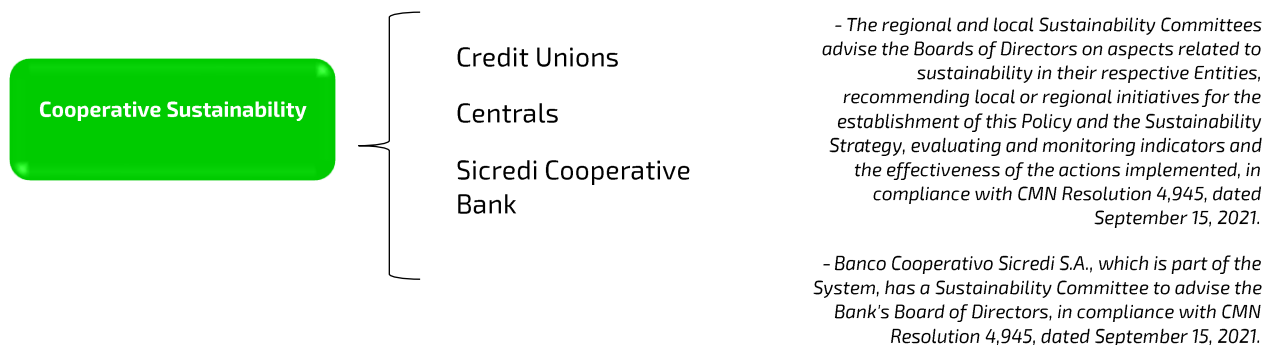 Cooperative Sustainability
Credit Unions
Centrals
Sicredi Cooperative
Bank
- The regional and local Sustainability Committees
advise the Boards of Directors on aspects related to
sustainability in their respective Entities,
recommending local or regional initiatives for the
establishment of this Policy and the Sustainability
Strategy, evaluating and monitoring indicators and
the effectiveness of the actions implemented, in
compliance with CMN Resolution 4,945, dated
September 15, 2021.
- Banco Cooperativo Sicredi S.A., which is part of the
System, has a Sustainability Committee to advise the
Bank's Board of Directors, in compliance with CMN
Resolution 4,945, dated September 15, 2021.